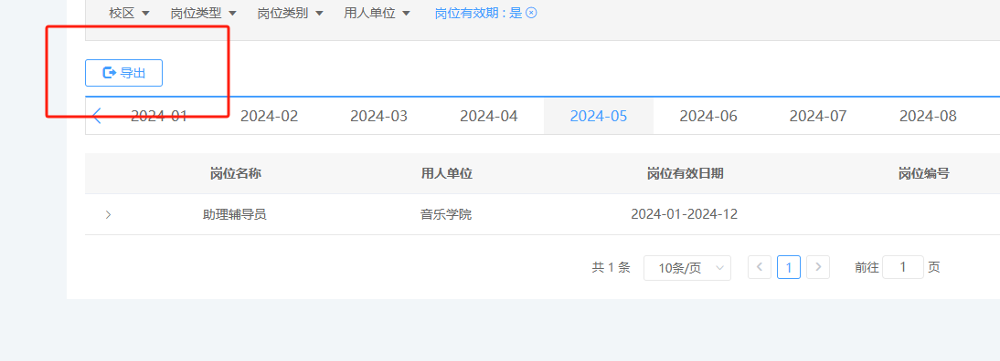 校区 岗位类型 岗位类别 用人单位 岗位有效期 : 是
导出
2024-01 2024-02 2024-03 2024-04 2024-05 2024-06 2024-07 2024-08
岗位名称 用人单位 岗位有效日期 岗位编号
助理辅导员 音乐学院 2024-01-2024-12
共 1 条 10条/页 1 前往 1 页